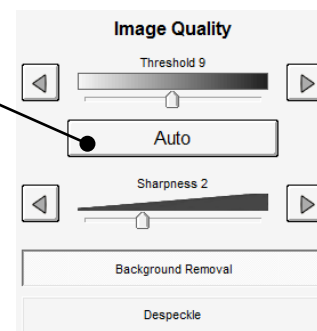 Image Quality
Threshold 9
Auto
Sharpness 2
Background Removal
Despeckle